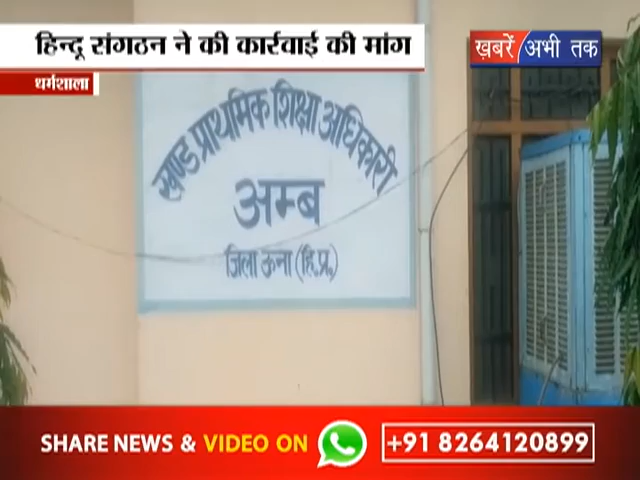 हिन्दू संगठन ने की कार्रवाई की मांग
ख़बरें अभी तक
धर्मशाला
खण्ड प्राथमिक शिक्षा अधिकारी
अम्ब
जिला ऊना (हि.प्र.)
SHARE NEWS & VIDEO ON
+91 8264120899